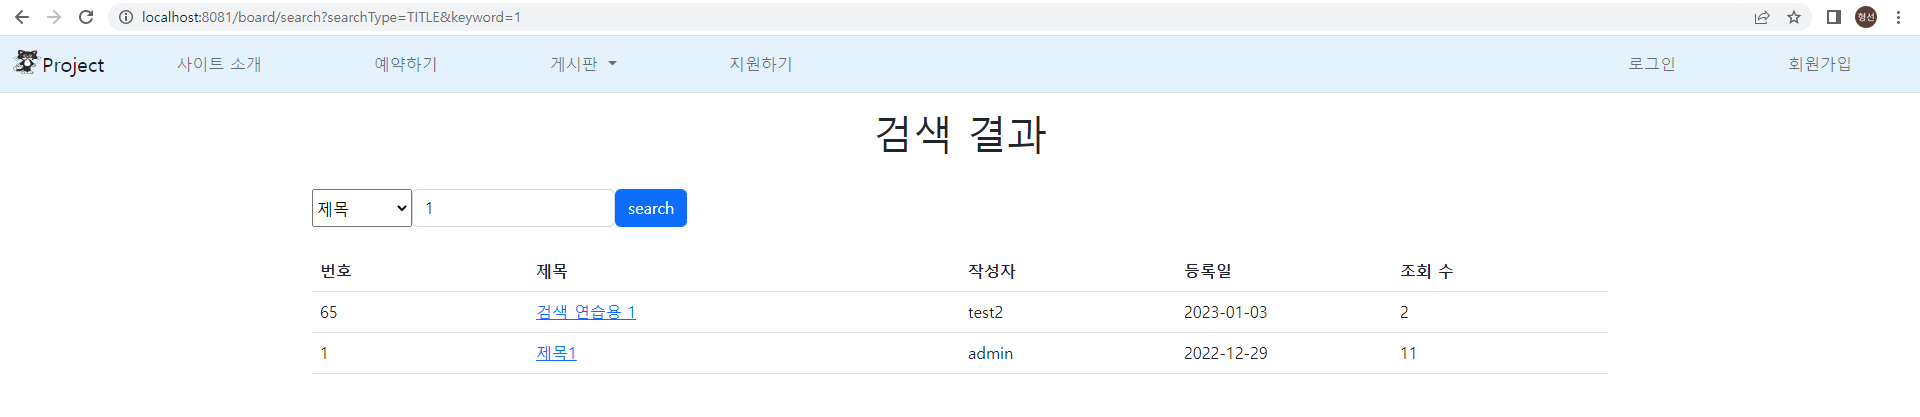 localhost:8081/board/search?searchType=TITLE&keyword=1
형선
Project 사이트 소개 예약하기 게시판 지원하기 로그인 회원가입
검색 결과
제목 1 search
번호 제목 작성자 등록일 조회 수
65 검색 연습용 1 test2 2023-01-03 2
1 제목1 admin 2022-12-29 11